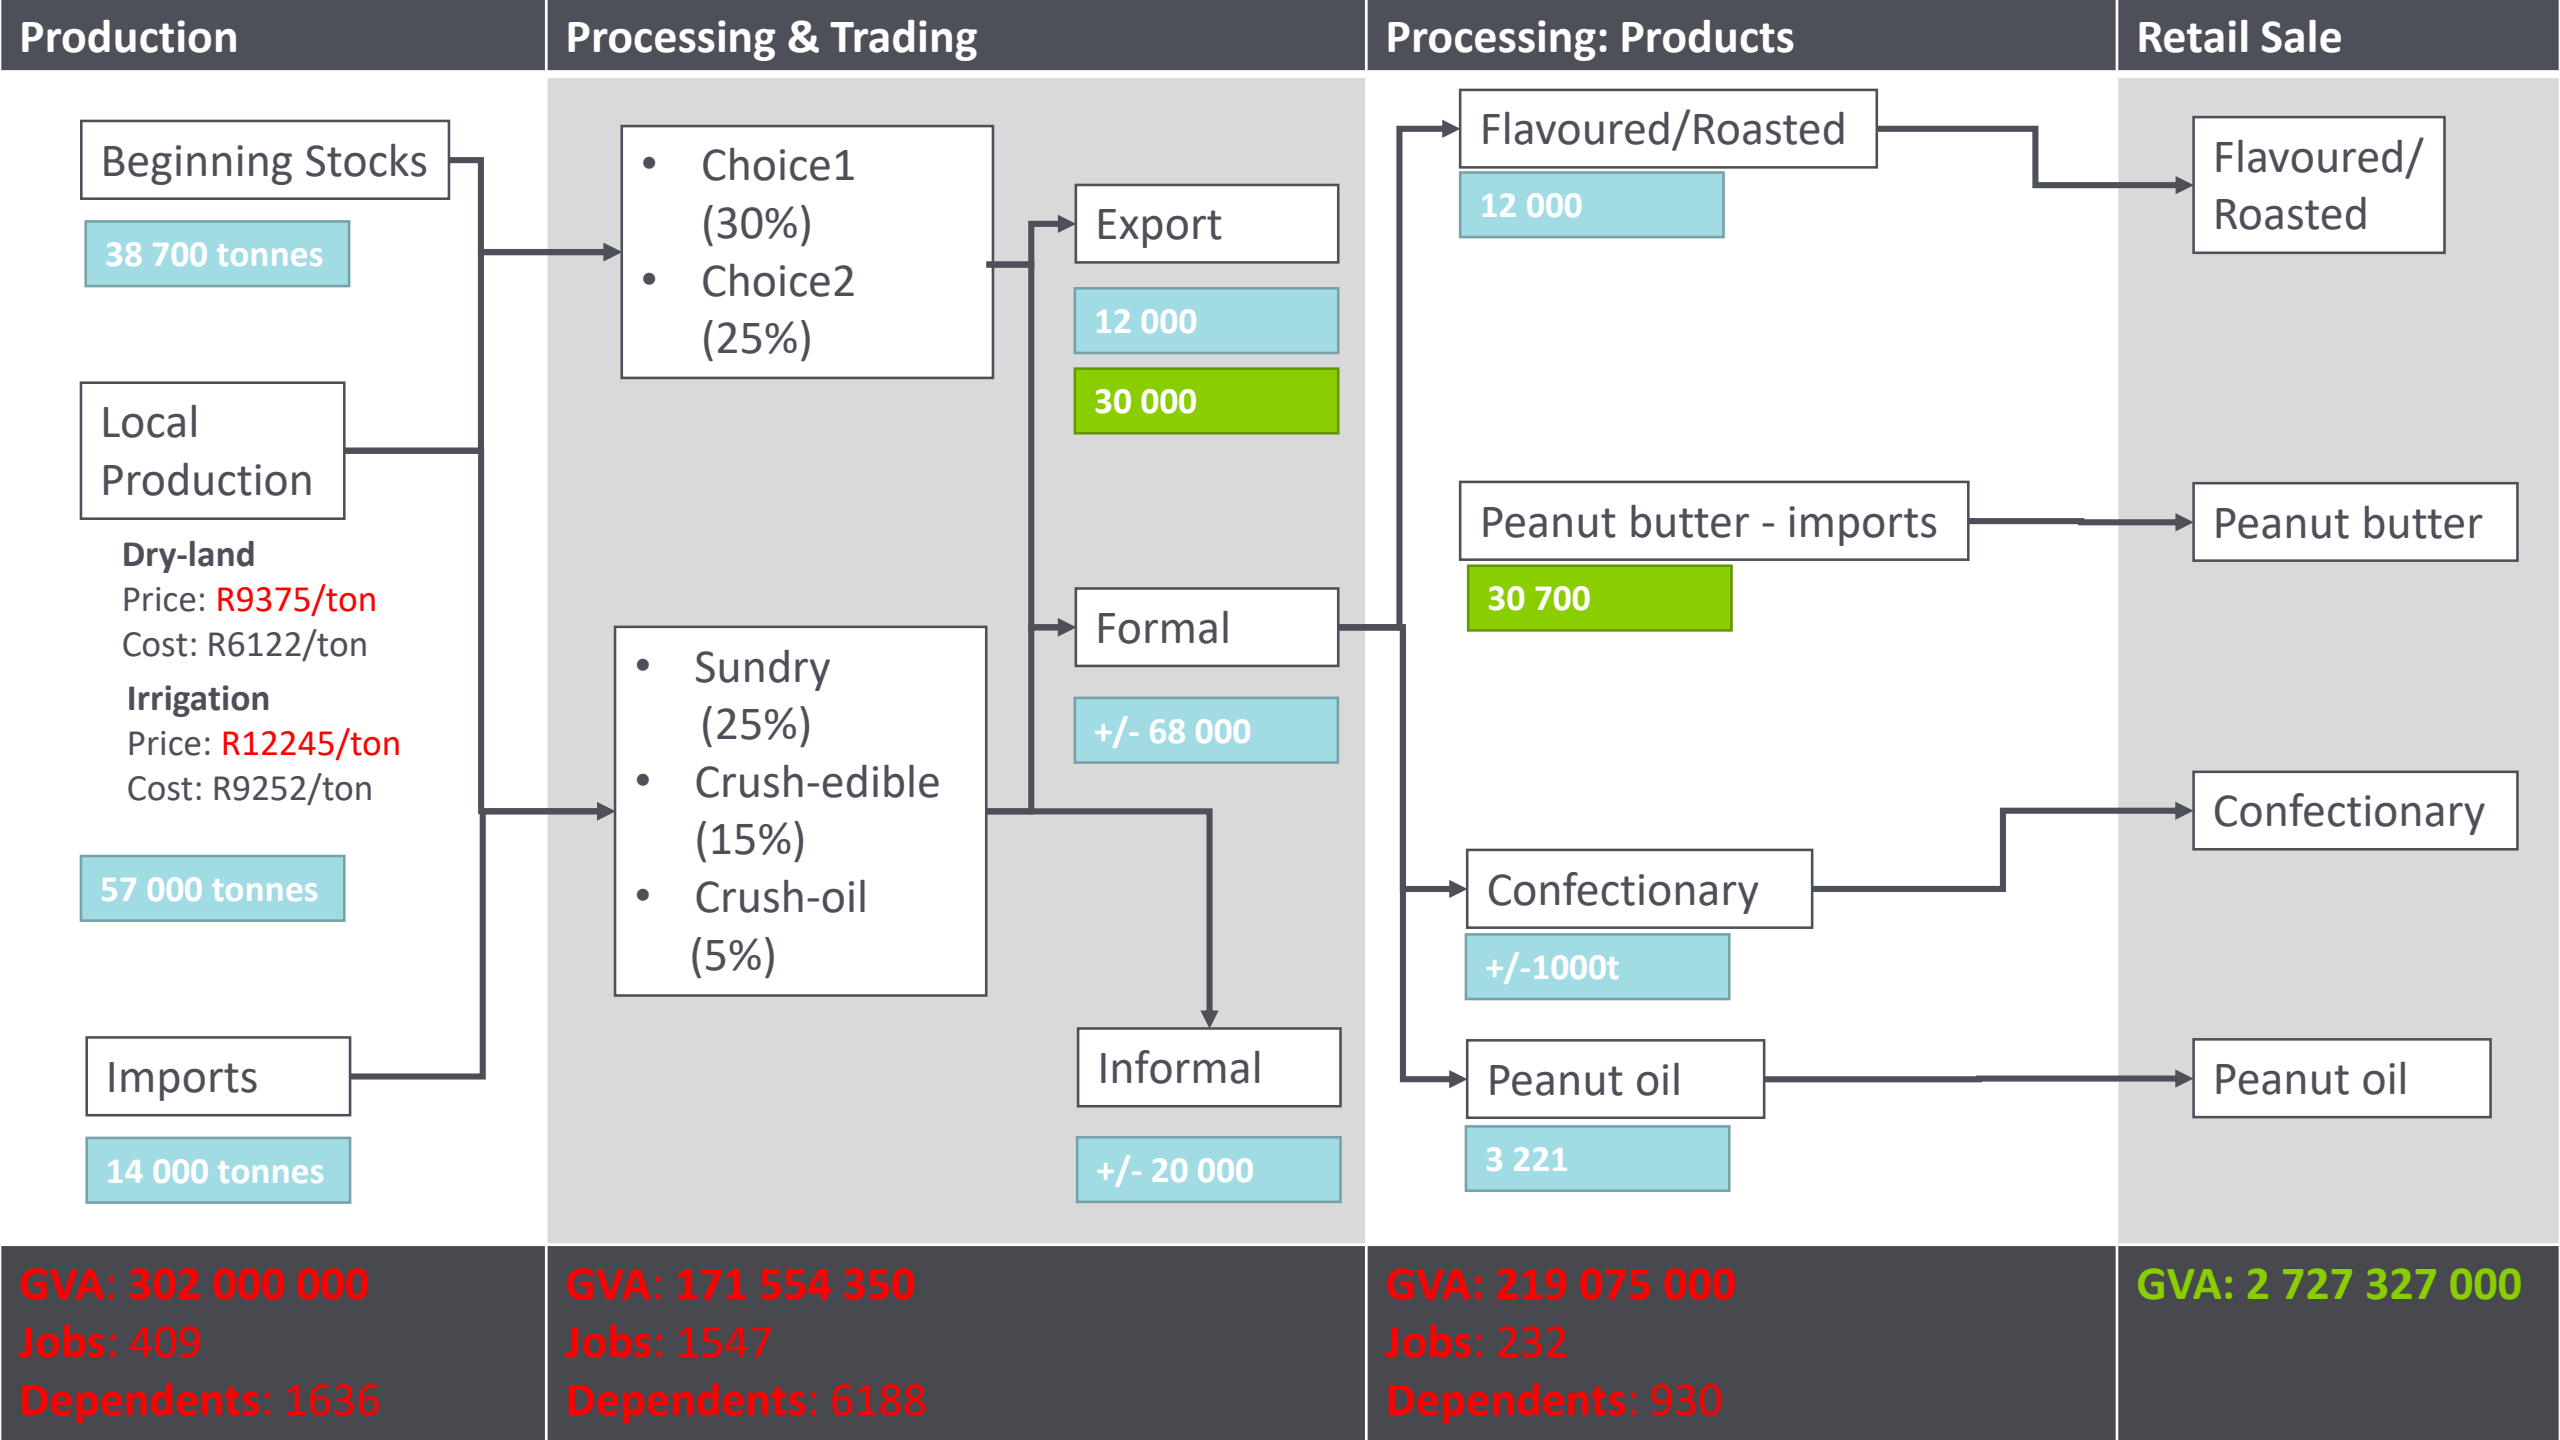 Production
Processing & Trading
Processing: Products
Retail Sale
Beginning Stocks
38 700 tonnes
Local
Production
Dry-land
Price: R9375/ton
Cost: R6122/ton
Irrigation
Price: R12245/ton
Cost: R9252/ton
57 000 tonnes
Imports
14 000 tonnes
• Choice1
(30%)
• Choice2
(25%)
• Sundry
(25%)
• Crush-edible
(15%)
• Crush-oil
(5%)
Export
12 000
30 000
Formal
+/- 68 000
Informal
+/- 20 000
Flavoured/Roasted
12 000
Peanut butter - imports
30 700
Confectionary
+/-1000t
Peanut oil
3 221
Flavoured/
Roasted
Peanut butter
Confectionary
Peanut oil
GVA: 302 000 000
Jobs: 409
Dependents: 1636
GVA: 171 554 350
Jobs: 1547
Dependents: 6188
GVA: 219 075 000
Jobs: 232
Dependents: 930
GVA: 2 727 327 000